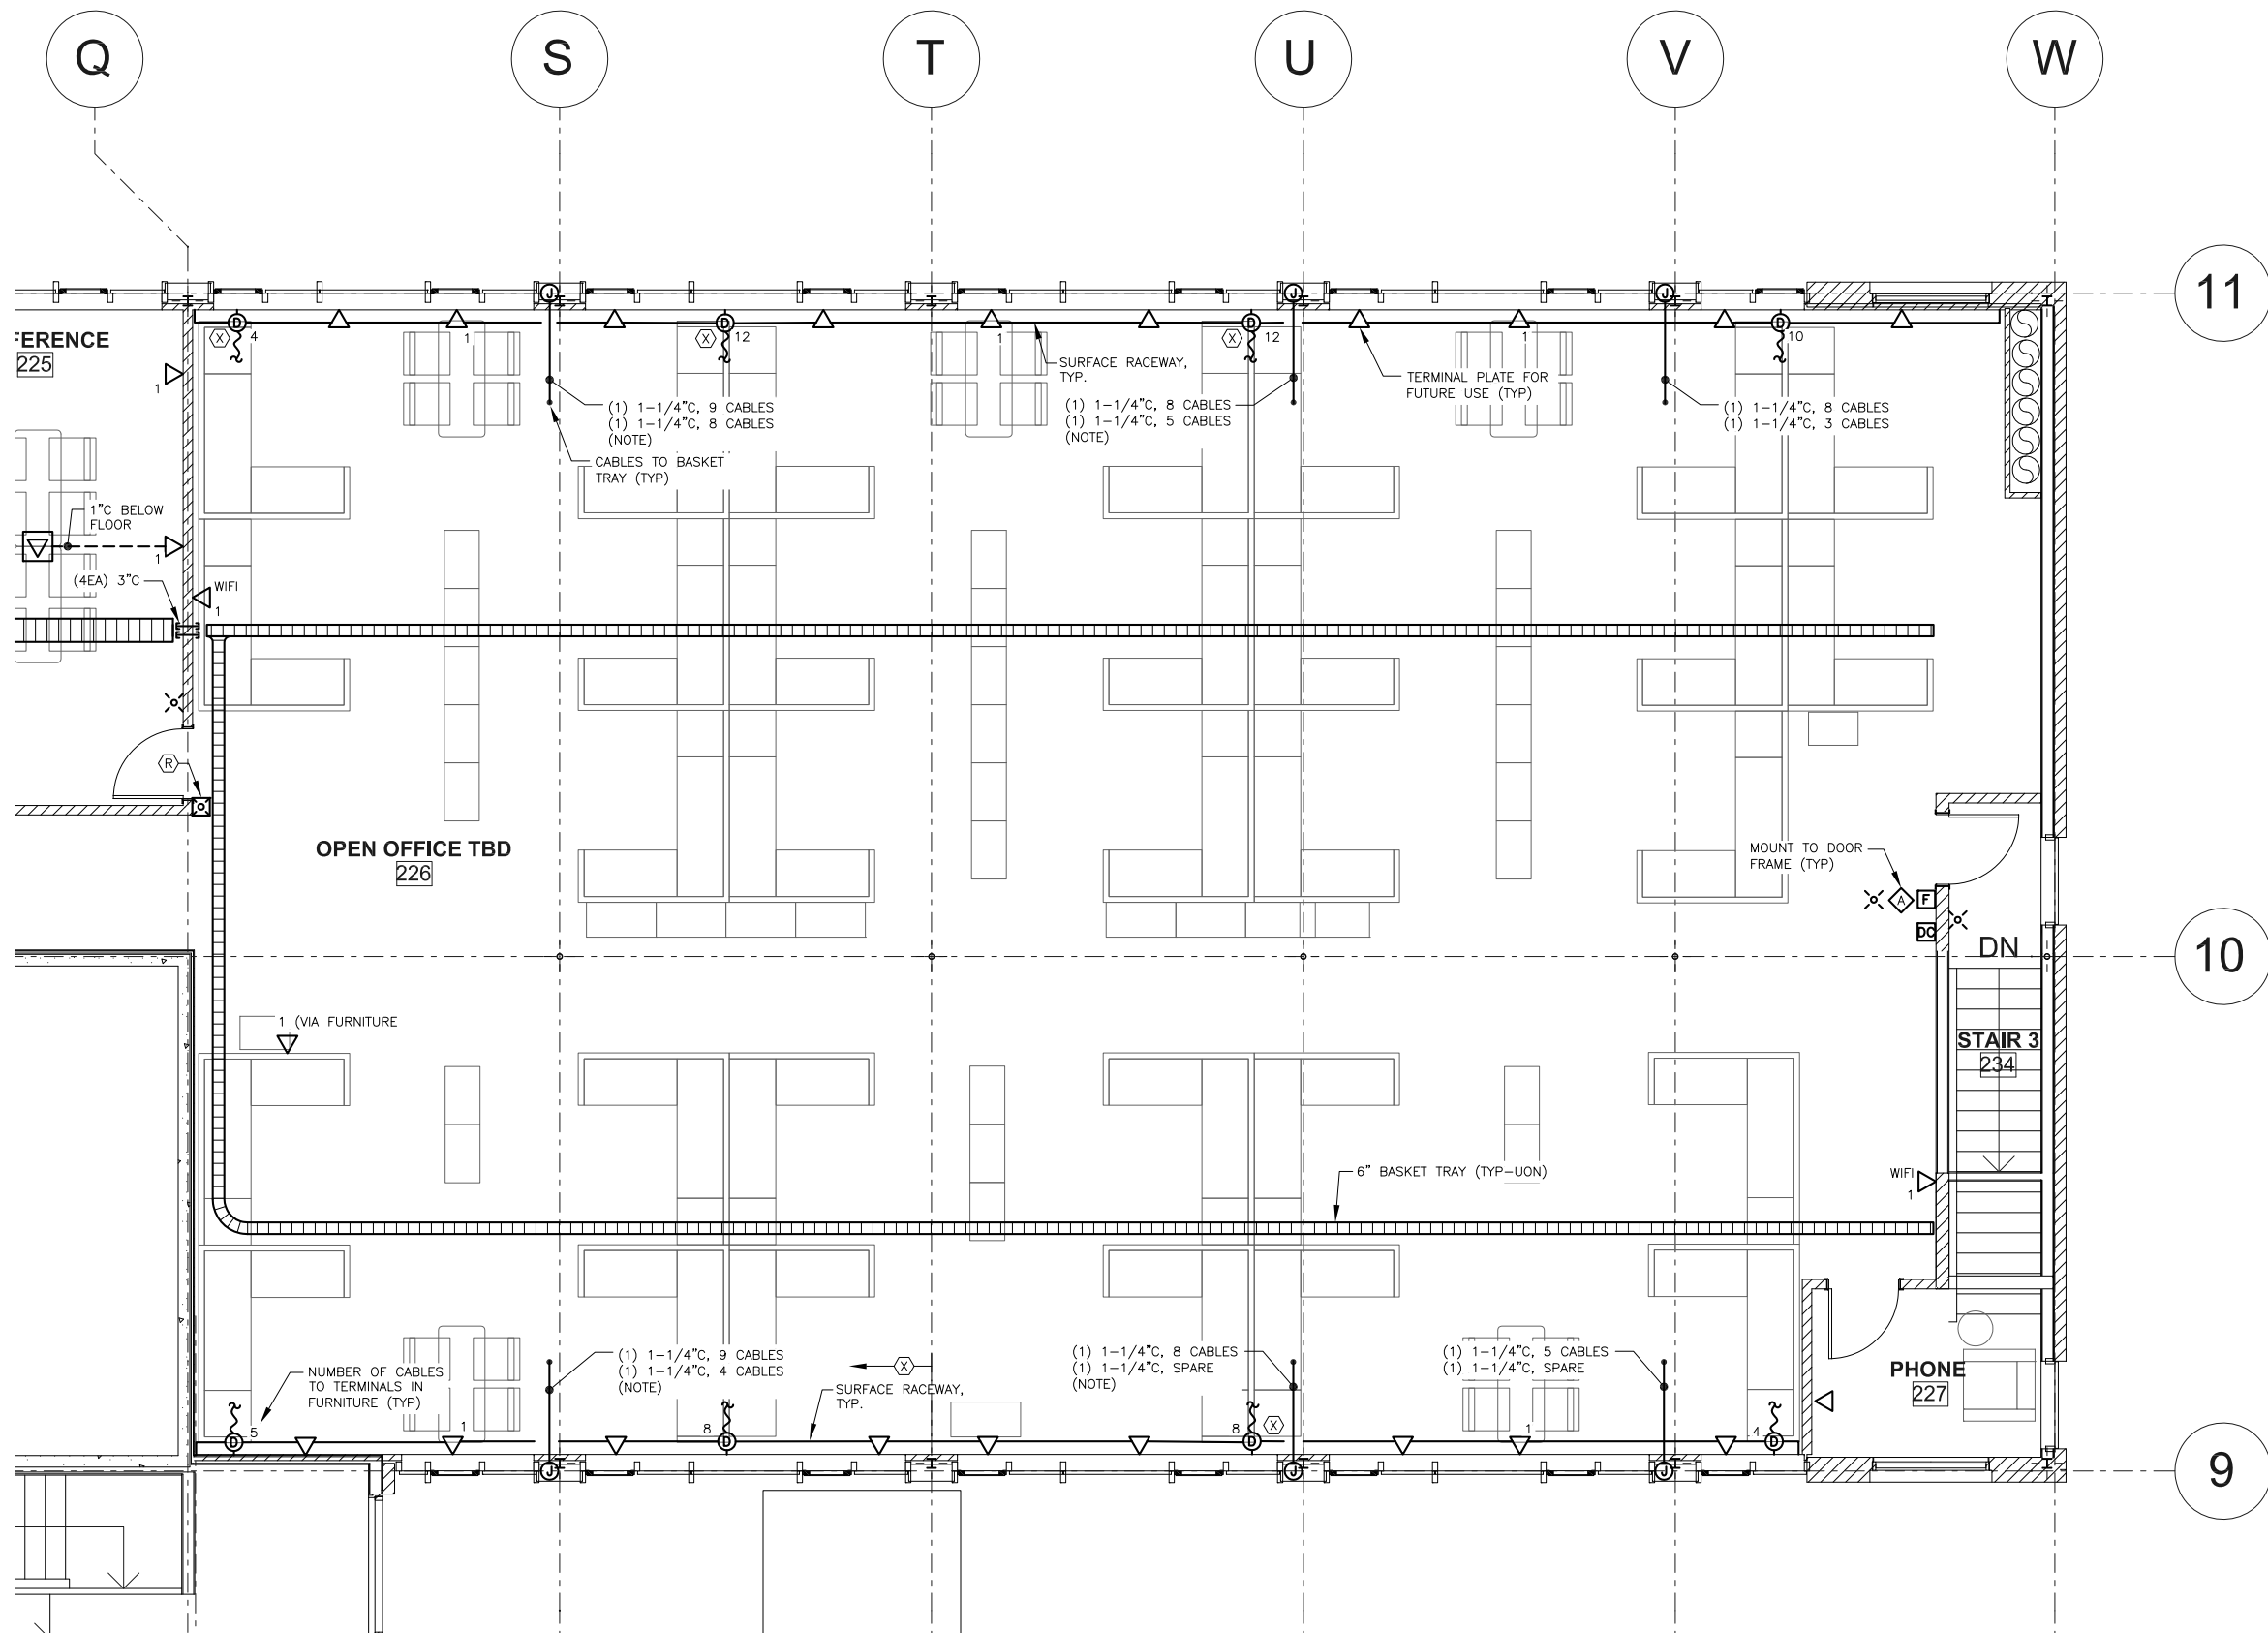 Q
S
T
U
V
W
11
FERENCE
225
X
4
D
J
1
X
D
12
1
X
D
12
J
1
D
10
J
SURFACE RACEWAY,
TYP.
TERMINAL PLATE FOR
FUTURE USE (TYP)
(1) 1-1/4"C, 9 CABLES
(1) 1-1/4"C, 8 CABLES
(NOTE)
(1) 1-1/4"C, 8 CABLES
(1) 1-1/4"C, 5 CABLES
(NOTE)
(1) 1-1/4"C, 8 CABLES
(1) 1-1/4"C, 3 CABLES
CABLES TO BASKET
TRAY (TYP)
1
1"C BELOW
FLOOR
1
(4EA) 3"C
WIFI
1
R
OPEN OFFICE TBD
226
MOUNT TO DOOR
FRAME (TYP)
A
F
DC
DN
10
1 (VIA FURNITURE
STAIR 3
234
6" BASKET TRAY (TYP-UON)
WIFI
1
NUMBER OF CABLES
TO TERMINALS IN
FURNITURE (TYP)
(1) 1-1/4"C, 9 CABLES
(1) 1-1/4"C, 4 CABLES
(NOTE)
X
SURFACE RACEWAY,
TYP.
(1) 1-1/4"C, 8 CABLES
(1) 1-1/4"C, SPARE
(NOTE)
(1) 1-1/4"C, 5 CABLES
(1) 1-1/4"C, SPARE
PHONE
227
D
5
1
J
8
D
8
D
X
J
1
J
4
D
9